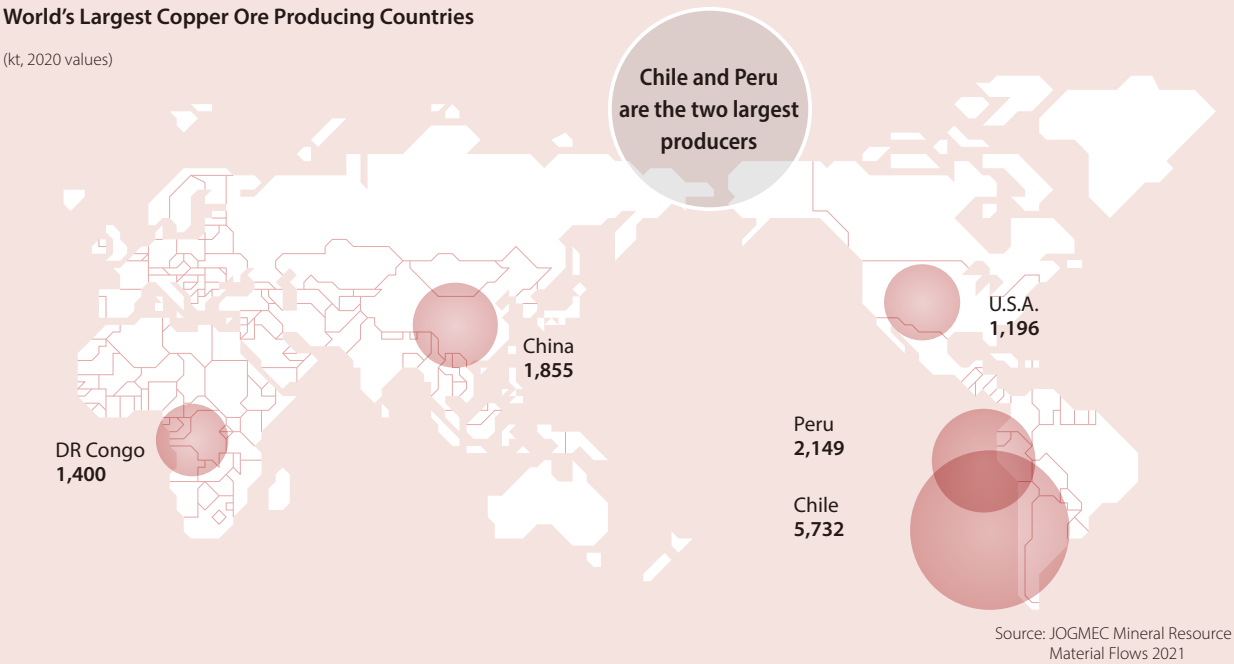 World's Largest Copper Ore Producing Countries
(kt, 2020 values)
Chile and Peru
are the two largest
producers
U.S.A.
1,196
China
1,855
DR Congo
1,400
Peru
2,149
Chile
5,732
Source: JOGMEC Mineral Resource
Material Flows 2021